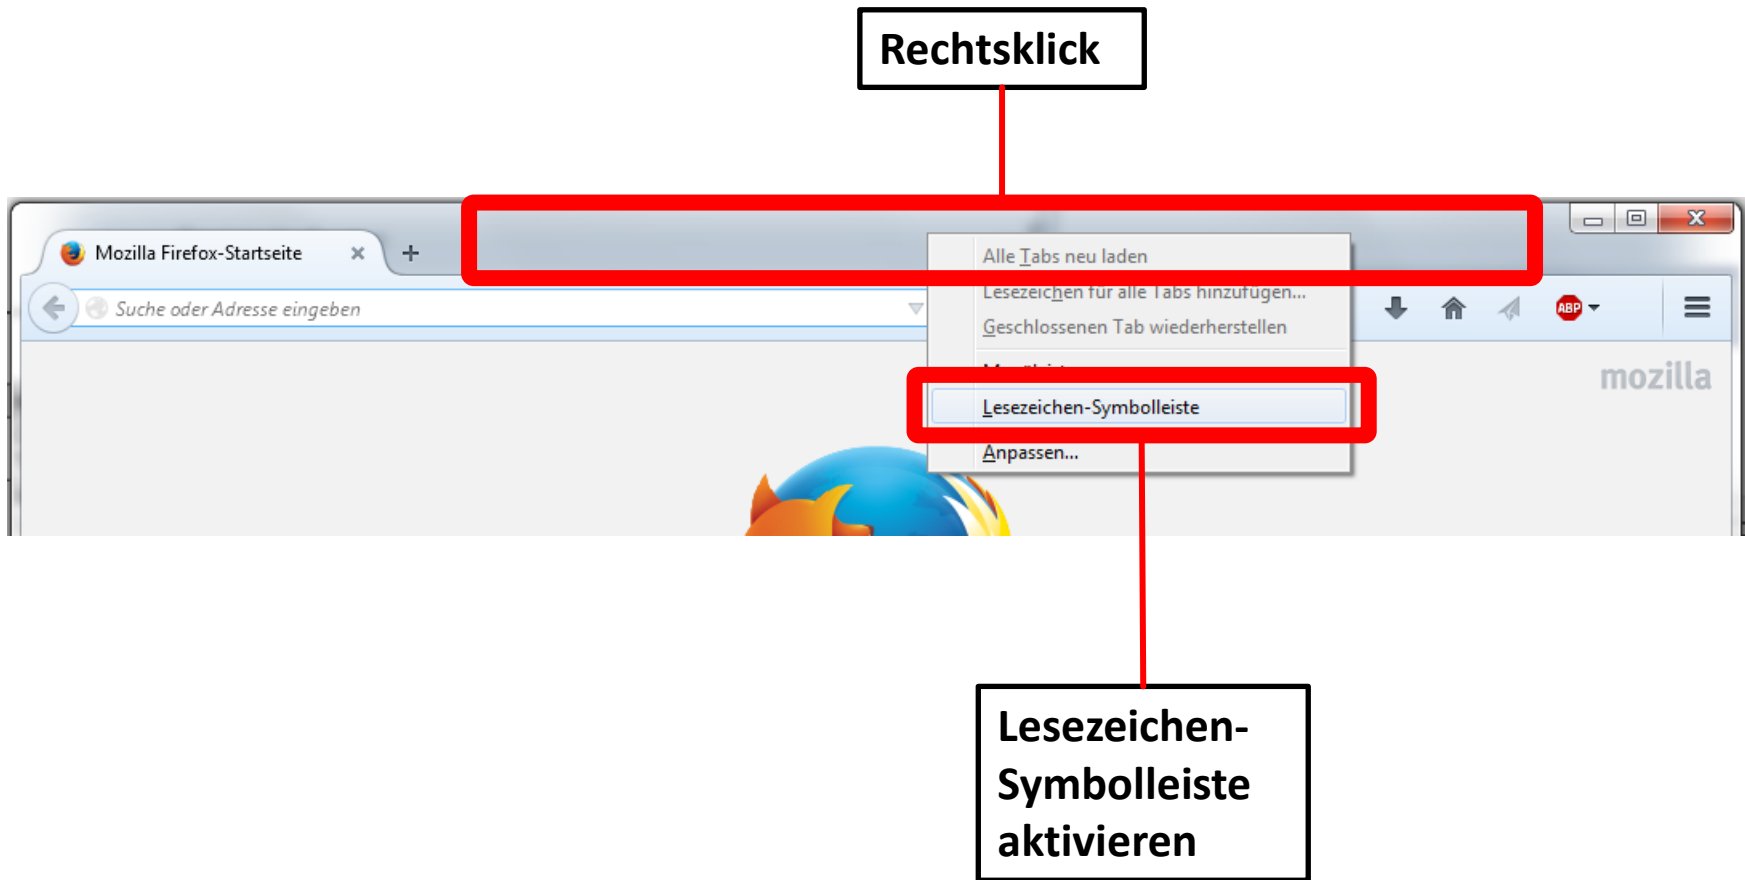 Rechtsklick
Mozilla Firefox-Startseite
Suche oder Adresse eingeben
Alle Tabs neu laden
Lesezeichen für alle Tabs hinzufügen...
Geschlossenen Tab wiederherstellen
Lesezeichen-Symbolleiste
Anpassen...
ABP
mozilla
Lesezeichen-
Symbolleiste
aktivieren